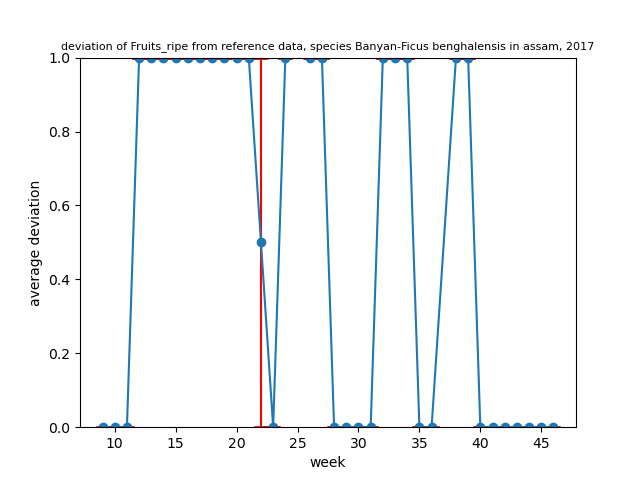 deviation of Fruits_ripe from reference data, species Banyan-Ficus benghalensis in assam, 2017
1.0
0.8
0.6
0.4
0.2
0.0
average deviation
10 15 20 25 30 35 40 45
week